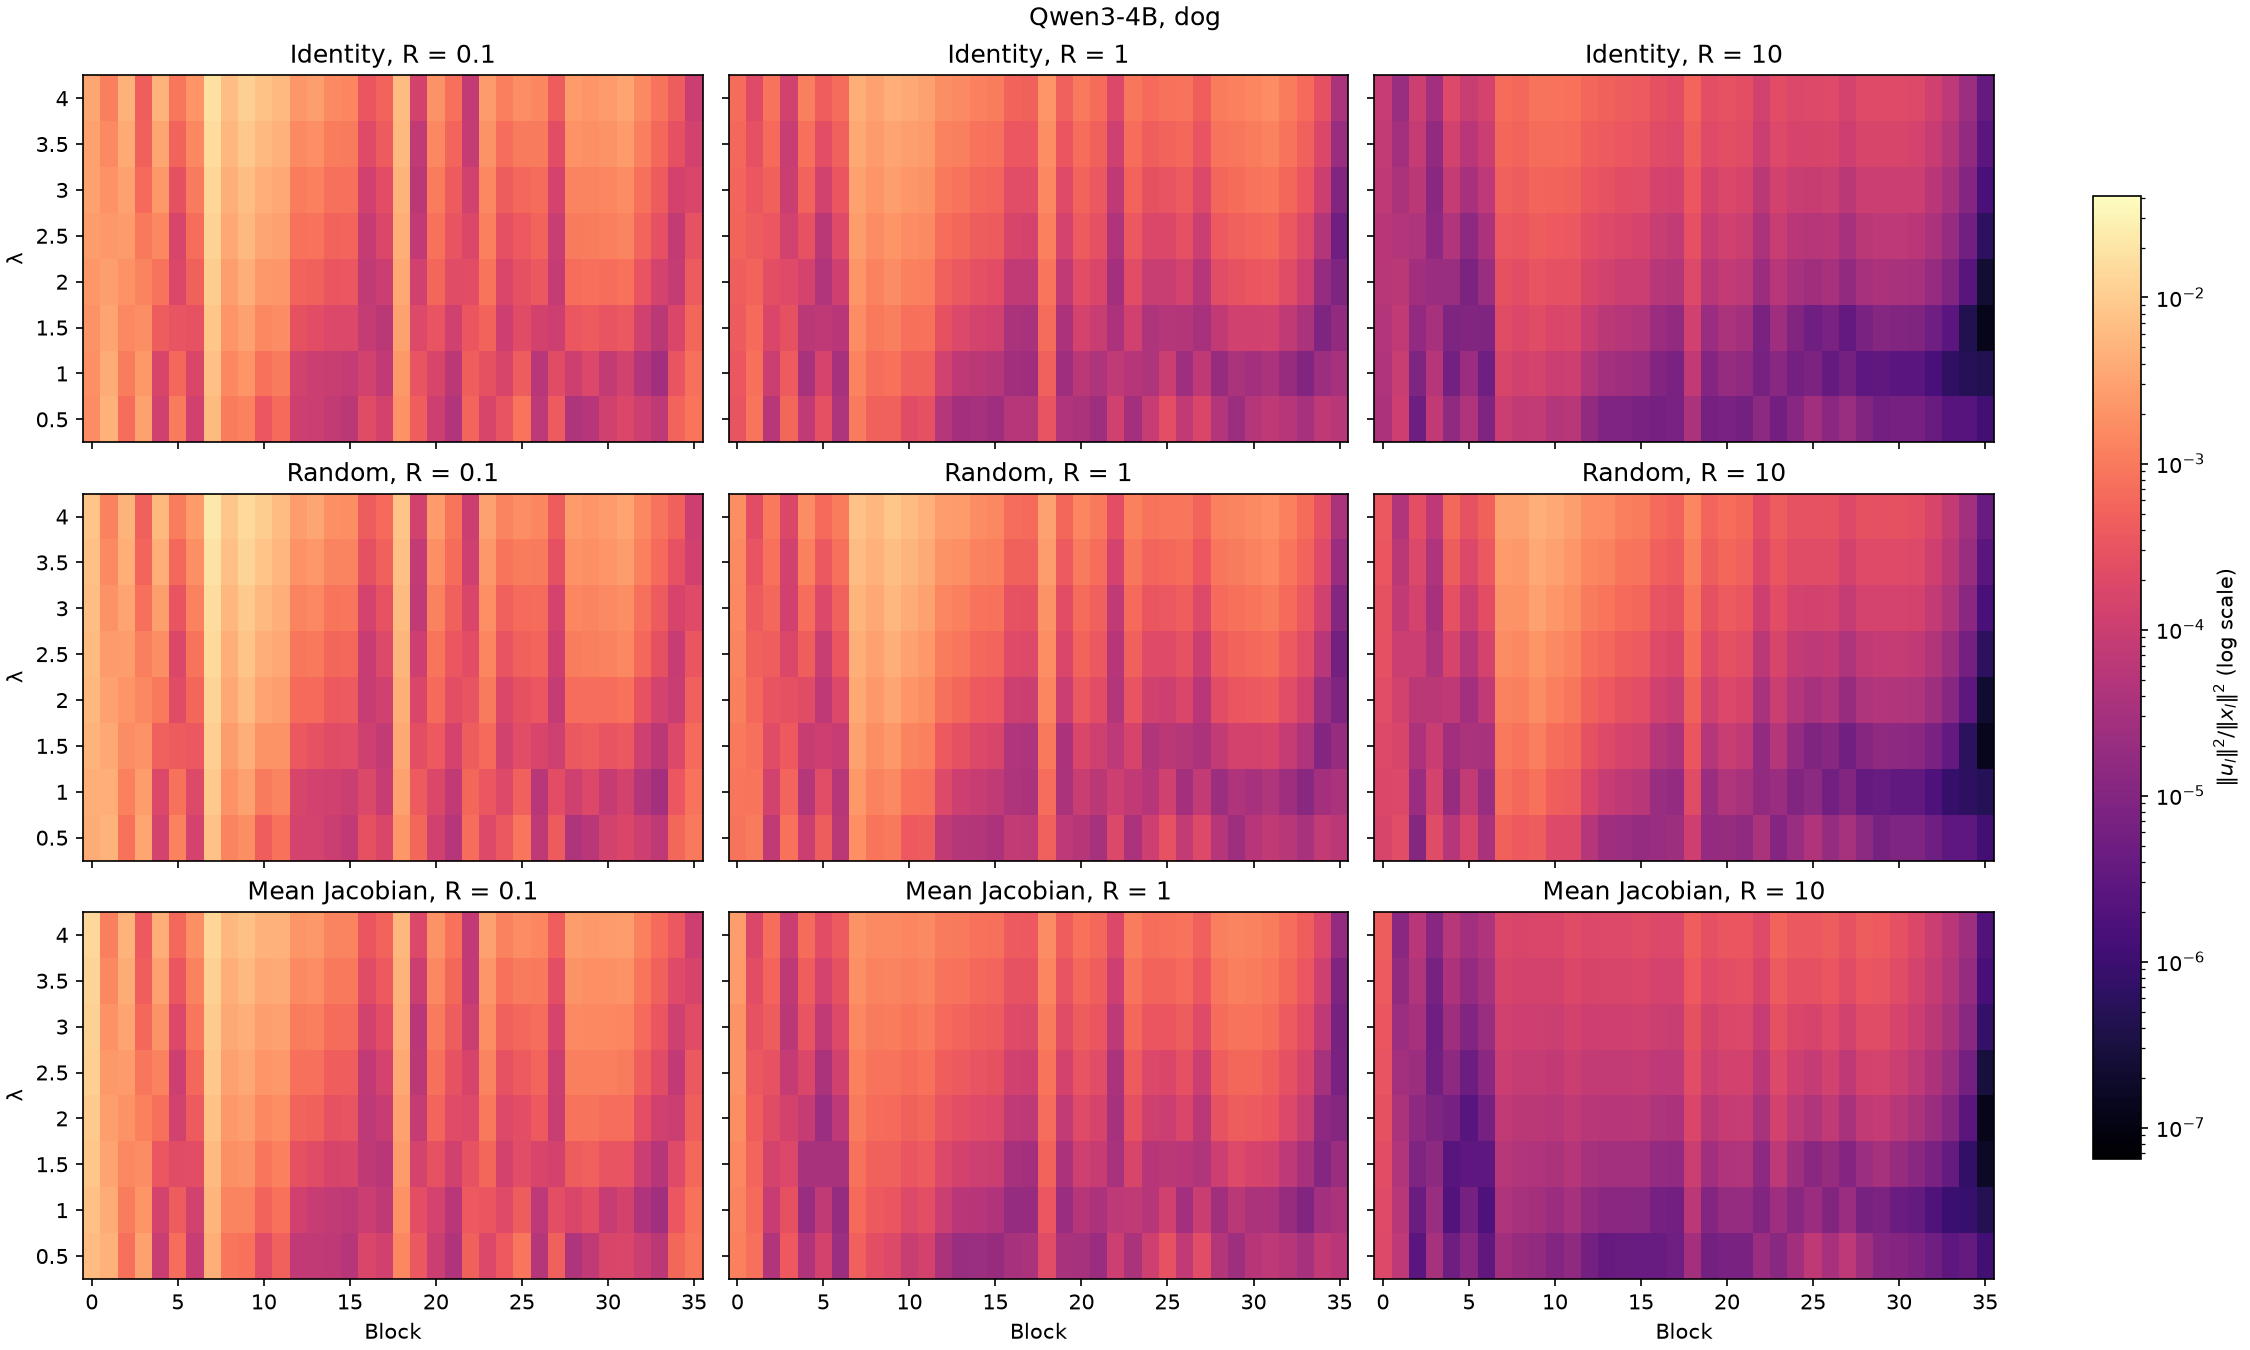 Qwen3-4B, dog
Identity, R = 0.1
Identity, R = 1
Identity, R = 10
λ
4
3.5
3
2.5
2
1.5
1
0.5
Random, R = 0.1
Random, R = 1
Random, R = 10
λ
4
3.5
3
2.5
2
1.5
1
0.5
Mean Jacobian, R = 0.1
Mean Jacobian, R = 1
Mean Jacobian, R = 10
λ
4
3.5
3
2.5
2
1.5
1
0.5
0 5 10 15 20 25 30 35
0 5 10 15 20 25 30 35
0 5 10 15 20 25 30 35
Block
Block
Block
10⁻²
10⁻³
10⁻⁴
10⁻⁵
10⁻⁶
10⁻⁷
‖uₗ‖²/‖xₗ‖² (log scale)